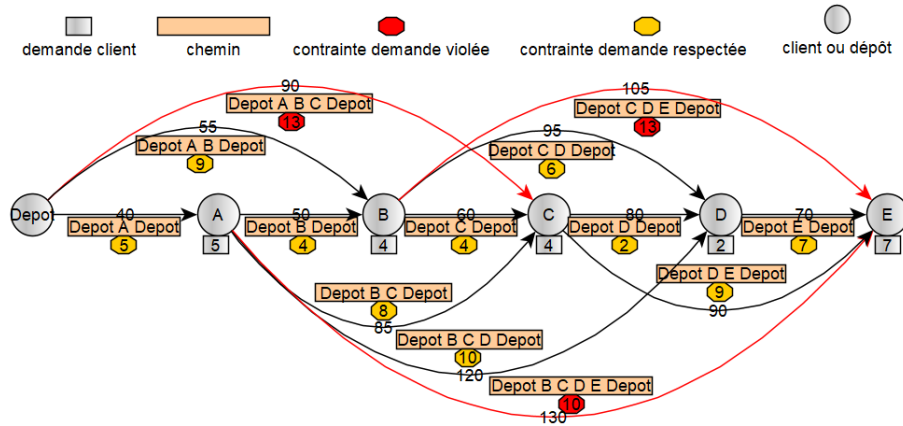 demande client
chemin
contrainte demande violée
contrainte demande respectée
client ou dépôt
90
Depot A B C Depot
13
105
Depot C D E Depot
13
55
Depot A B Depot
9
95
Depot C D Depot
6
Depot
40
Depot A Depot
5
A
5
50
Depot B Depot
4
B
4
60
Depot C Depot
4
C
4
80
Depot D Depot
2
D
2
70
Depot E Depot
7
E
7
Depot B C Depot
8
85
Depot D E Depot
9
90
Depot B C D Depot
10
120
Depot B C D E Depot
10
130